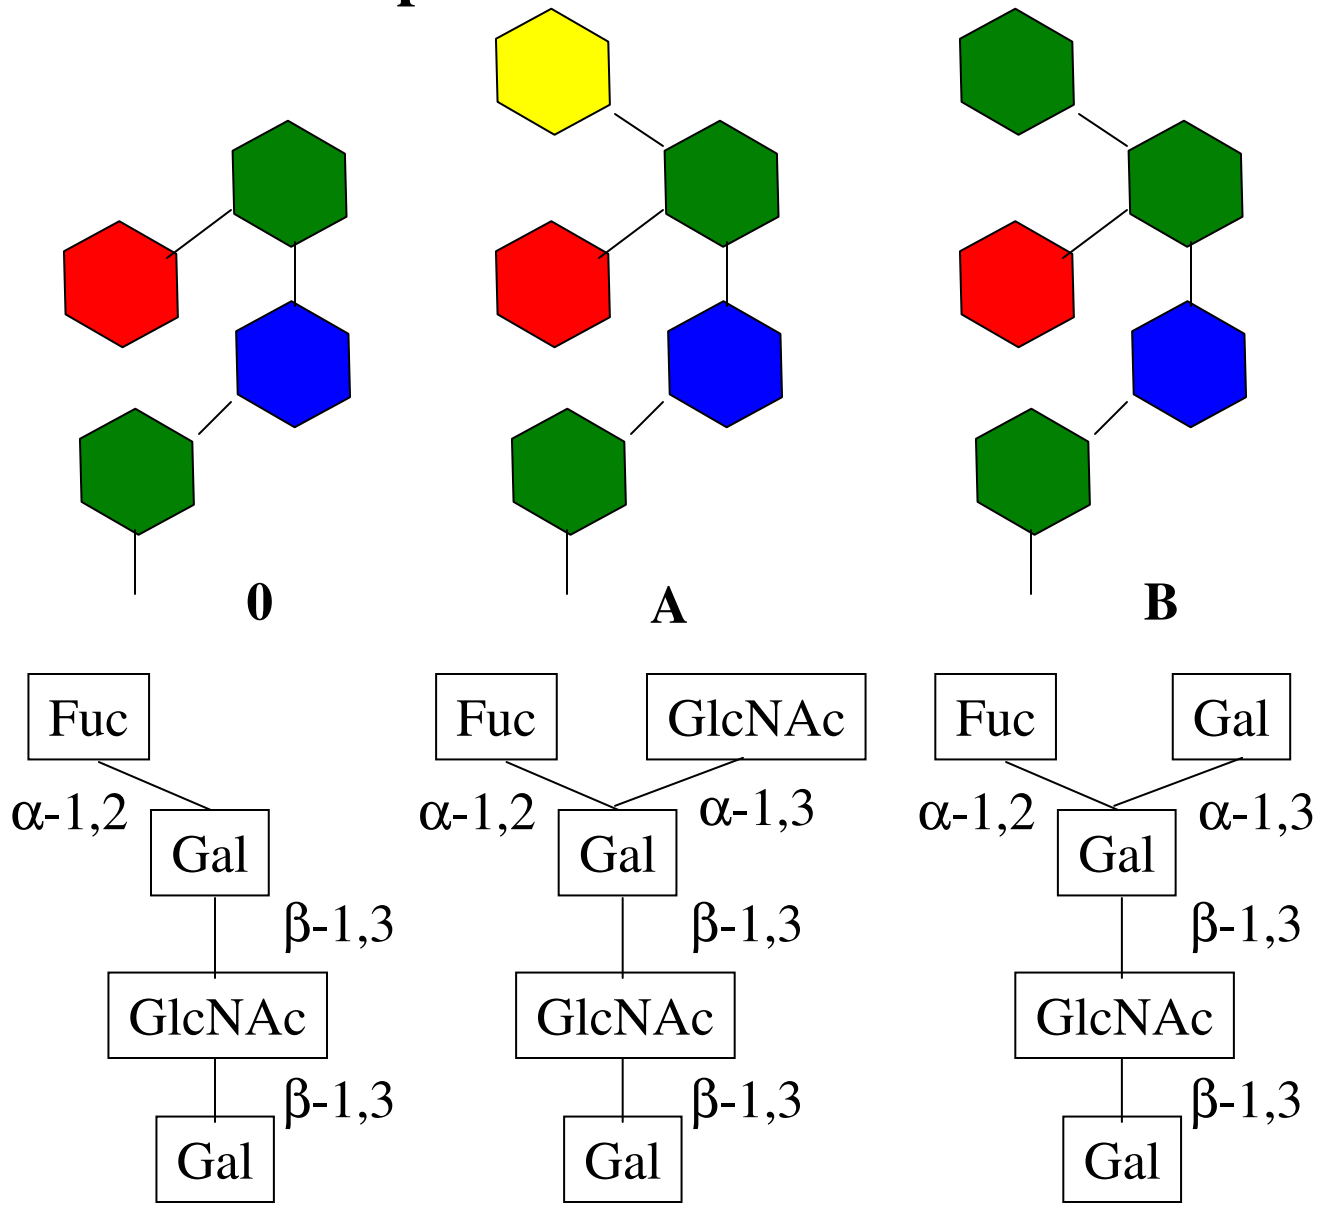 0 A B
Fuc Fuc GlcNAc Fuc Gal
α-1,2 α-1,2 α-1,3 α-1,2 α-1,3
Gal Gal Gal
β-1,3 β-1,3 β-1,3
GlcNAc GlcNAc GlcNAc
β-1,3 β-1,3 β-1,3
Gal Gal Gal